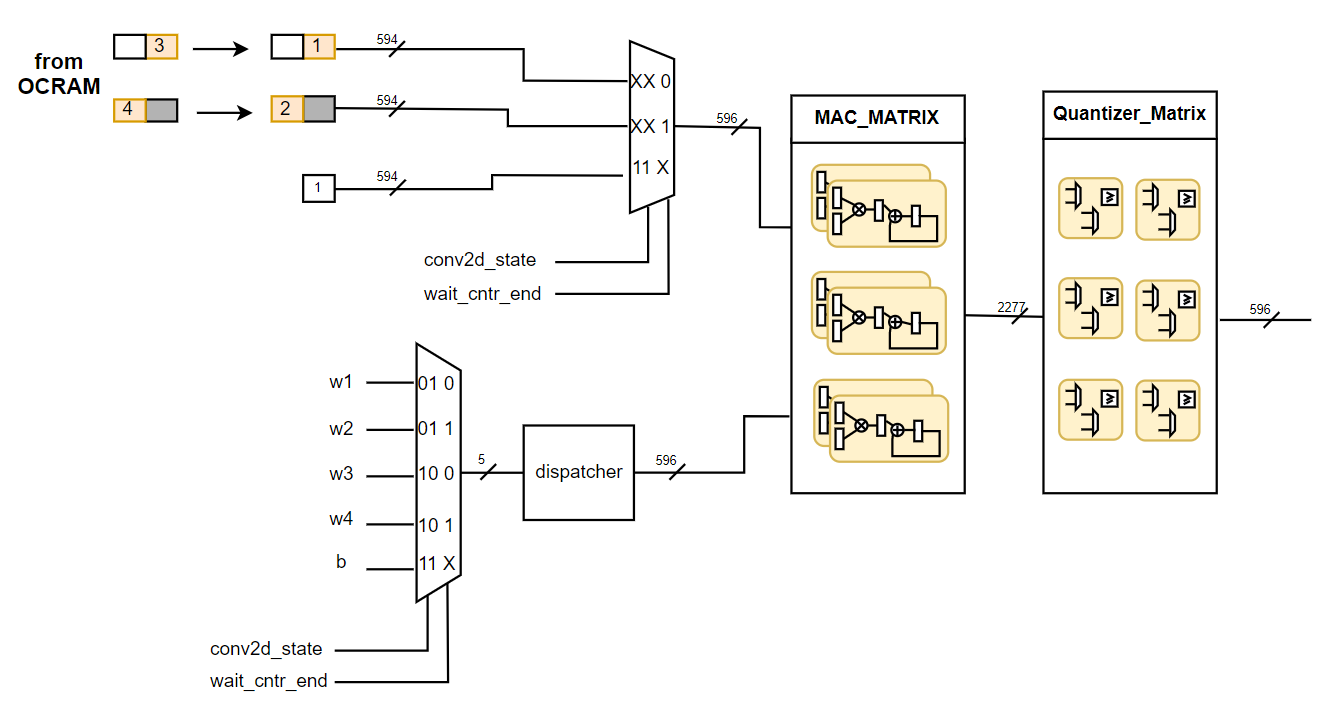 from
OCRAM
3
1
594
4
2
594
1
594
XX 0
XX 1
11 X
596
conv2d_state
wait_cntr_end
MAC_MATRIX
2277
Quantizer_Matrix
≥
≥
≥
≥
≥
≥
596
w1
w2
w3
w4
b
01 0
01 1
10 0
10 1
11 X
5
dispatcher
596
conv2d_state
wait_cntr_end